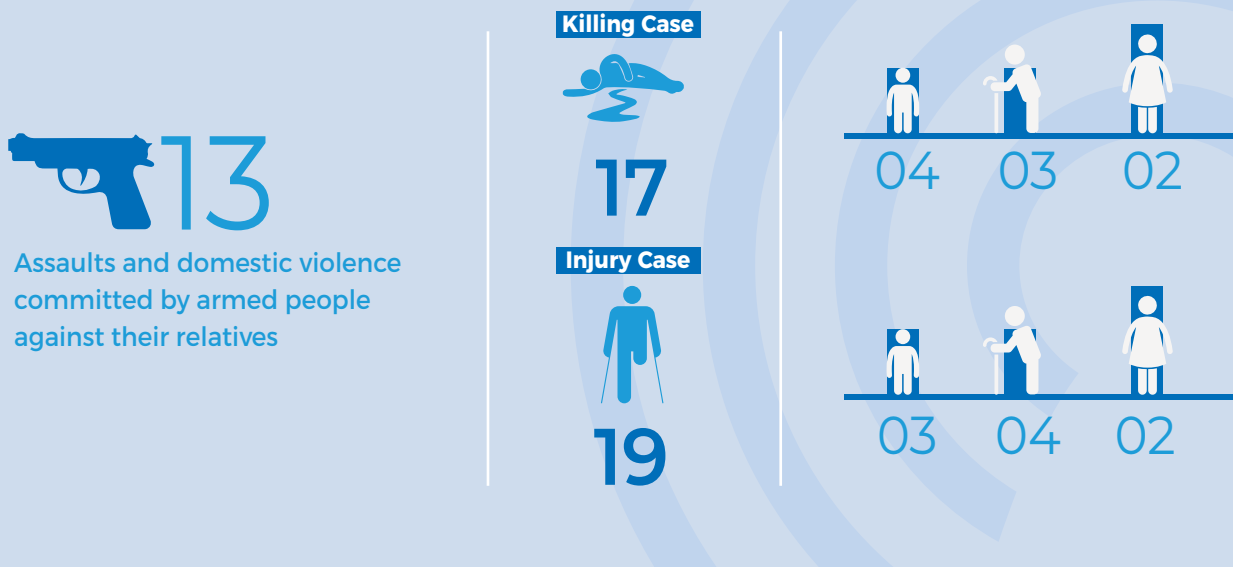 13
Assaults and domestic violence
committed by armed people
against their relatives
Killing Case
17
Injury Case
19
04 03 02
03 04 02